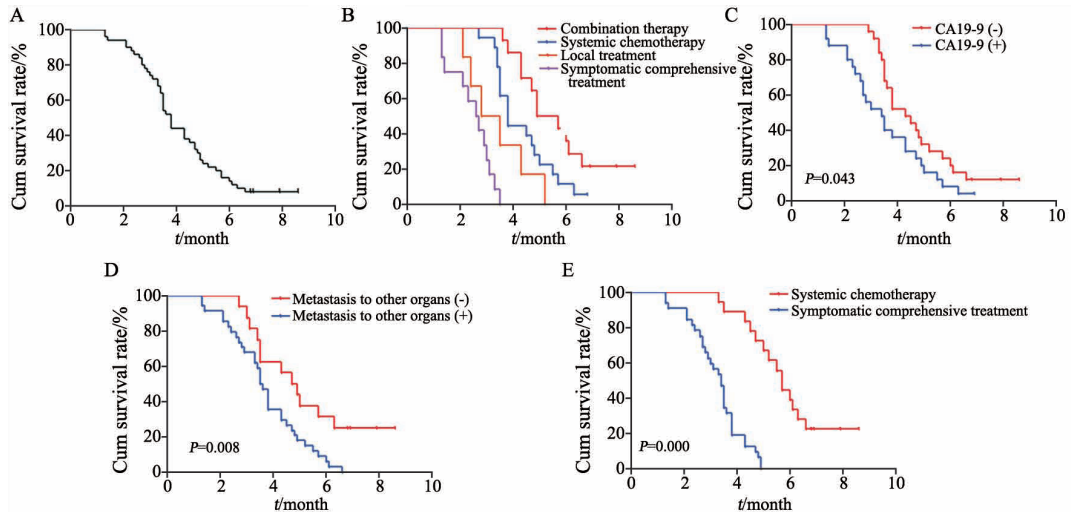 A
Cum survival rate/%
100
80
60
40
20
0
0 2 4 6 8 10
t/month
B
Cum survival rate/%
100
80
60
40
20
0
Combination therapy
Systemic chemotherapy
Local treatment
Symptomatic comprehensive
treatment
0 2 4 6 8 10
t/month
C
Cum survival rate/%
100
80
60
40
20
0
CA19-9 (-)
CA19-9 (+)
P=0.043
0 2 4 6 8 10
t/month
D
Cum survival rate/%
100
80
60
40
20
0
Metastasis to other organs (-)
Metastasis to other organs (+)
P=0.008
0 2 4 6 8 10
t/month
E
Cum survival rate/%
100
80
60
40
20
0
Systemic chemotherapy
Symptomatic comprehensive treatment
P=0.000
0 2 4 6 8 10
t/month